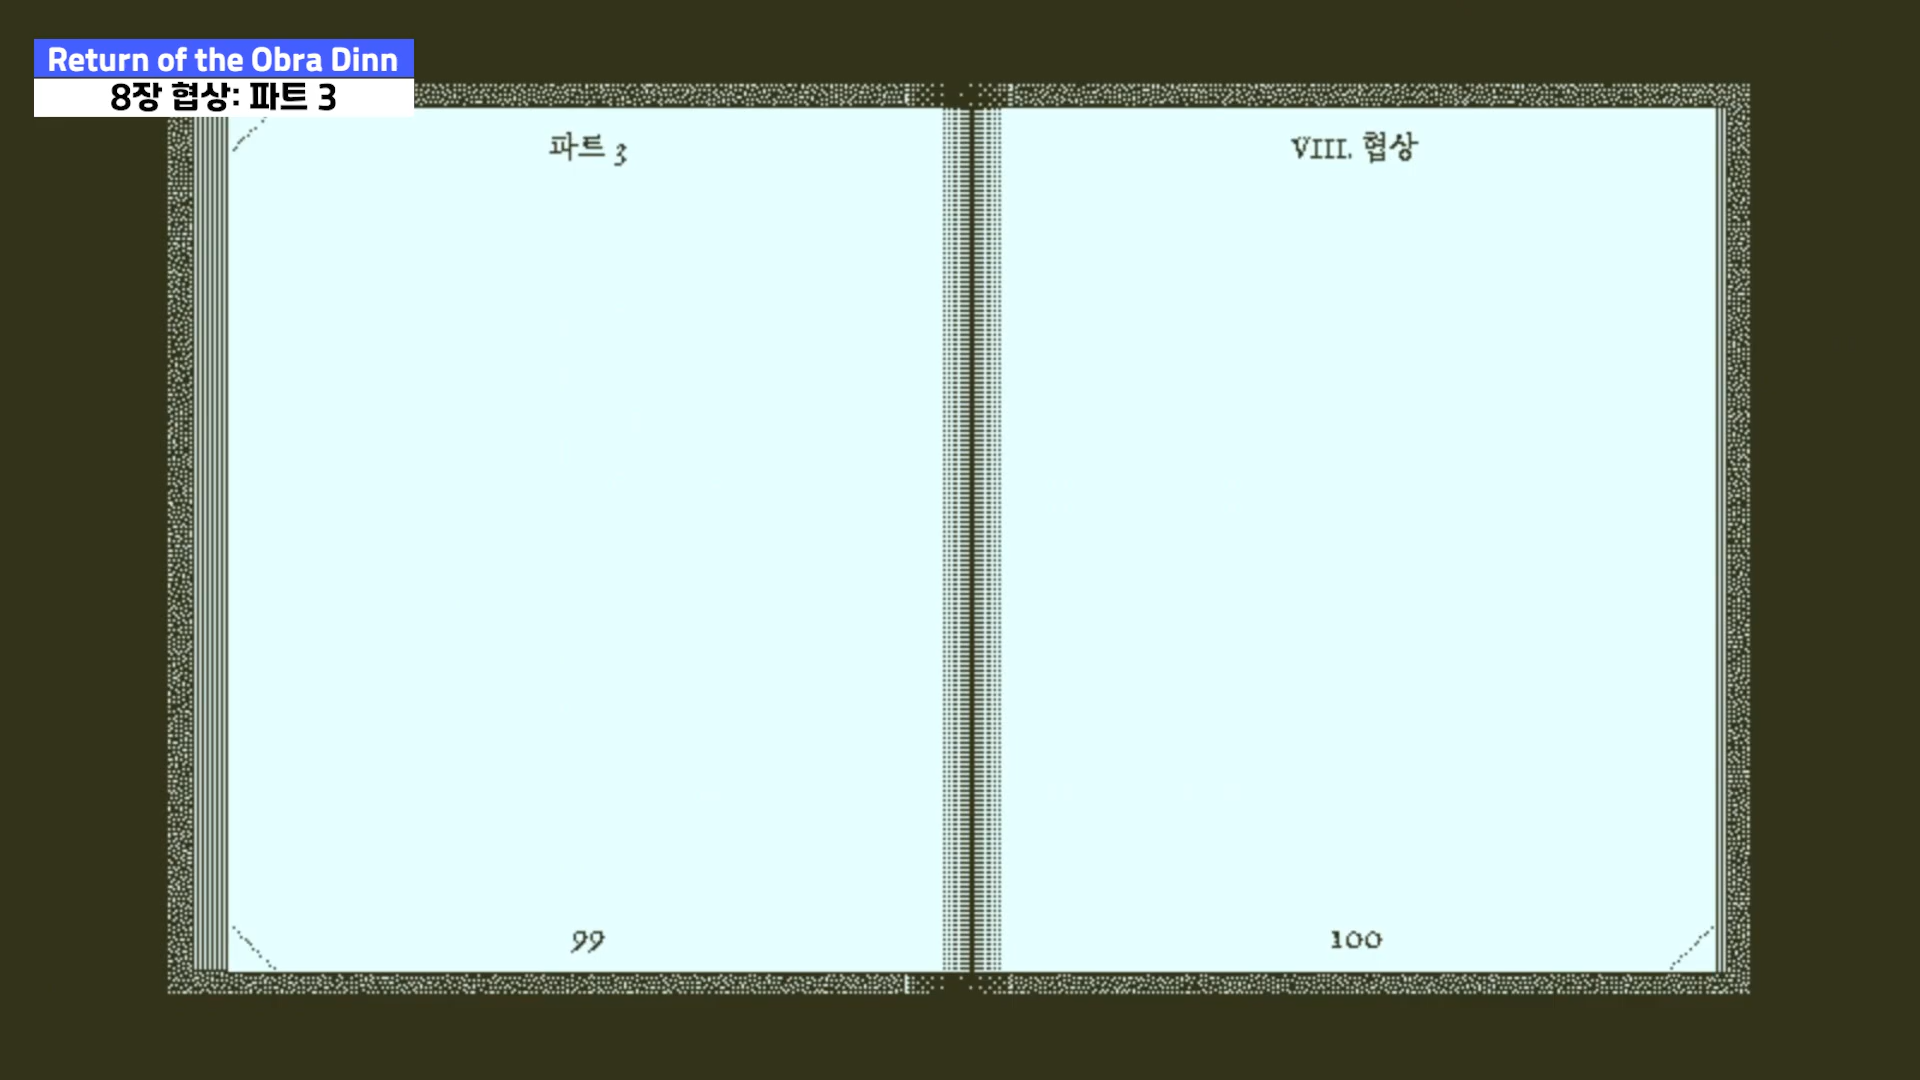 Return of the Obra Dinn
8장 협상: 파트 3
파트 3
VIII. 협상
99
100